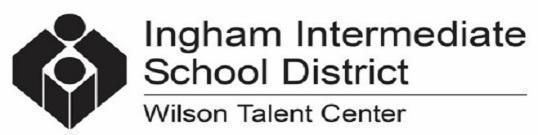 Ingham Intermediate
School District
Wilson Talent Center